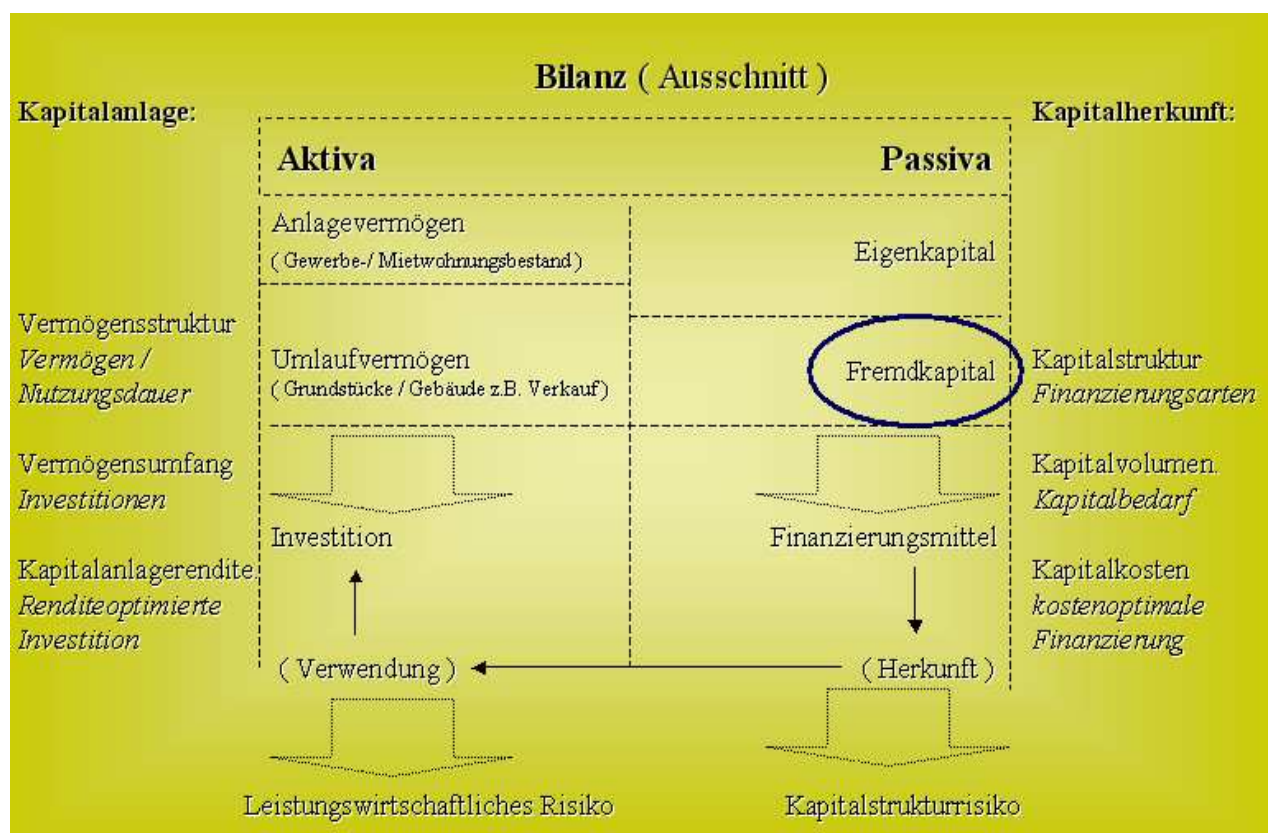 Bilanz ( Ausschnitt )
Kapitalanlage:
Kapitalherkunft:
Aktiva
Passiva
Anlagevermögen
( Gewerbe-/ Mietwohnungsbestand )
Eigenkapital
Vermögensstruktur
Vermögen /
Nutzungsdauer
Umlaufvermögen
( Grundstücke / Gebäude z.B. Verkauf )
Fremdkapital
Kapitalstruktur
Finanzierungsarten
Vermögensumfang
Investitionen
Kapitalvolumen.
Kapitalbedarf
Investition
Finanzierungsmittel
Kapitalanlagerendite.
Renditeoptimierte
Investition
Kapitalkosten
kostenoptimale
Finanzierung
( Verwendung )
( Herkunft )
Leistungswirtschaftliches Risiko
Kapitalstrukturrisiko